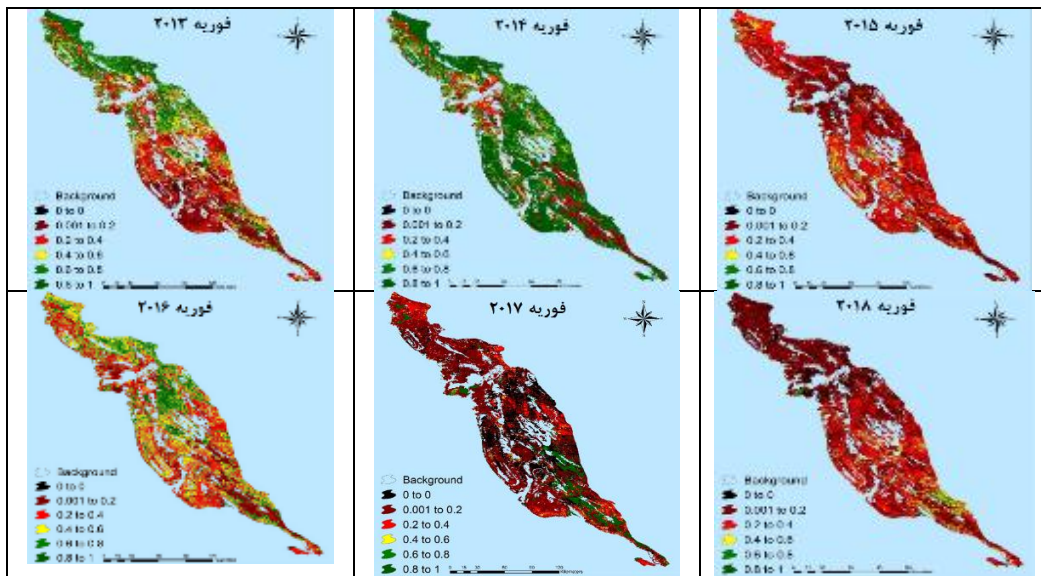 فوریه ۲۰۱۳
Background
0 to 0
0.001 to 0.2
0.2 to 0.4
0.4 to 0.6
0.6 to 0.8
0.8 to 1
فوریه ۲۰۱۴
Background
0 to 0
0.001 to 0.2
0.2 to 0.4
0.4 to 0.6
0.6 to 0.8
0.8 to 1
فوریه ۲۰۱۵
Background
0 to 0
0.001 to 0.2
0.2 to 0.4
0.4 to 0.6
0.6 to 0.8
0.8 to 1
فوریه ۲۰۱۶
Background
0 to 0
0.001 to 0.2
0.2 to 0.4
0.4 to 0.6
0.6 to 0.8
0.8 to 1
فوریه ۲۰۱۷
Background
0 to 0
0.001 to 0.2
0.2 to 0.4
0.4 to 0.6
0.6 to 0.8
0.8 to 1
فوریه ۲۰۱۸
Background
0 to 0
0.001 to 0.2
0.2 to 0.4
0.4 to 0.6
0.6 to 0.8
0.8 to 1